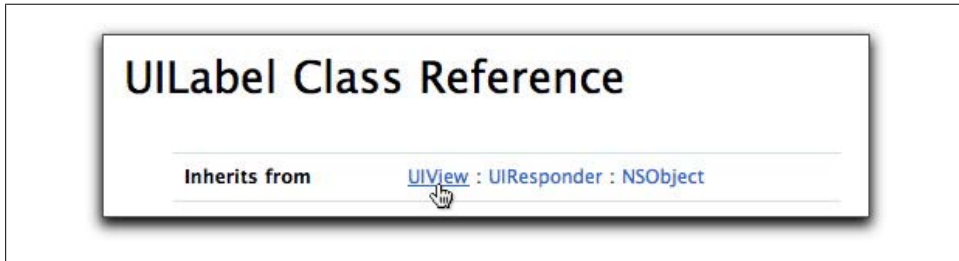 UILabel Class Reference
Inherits from UIView : UIResponder : NSObject